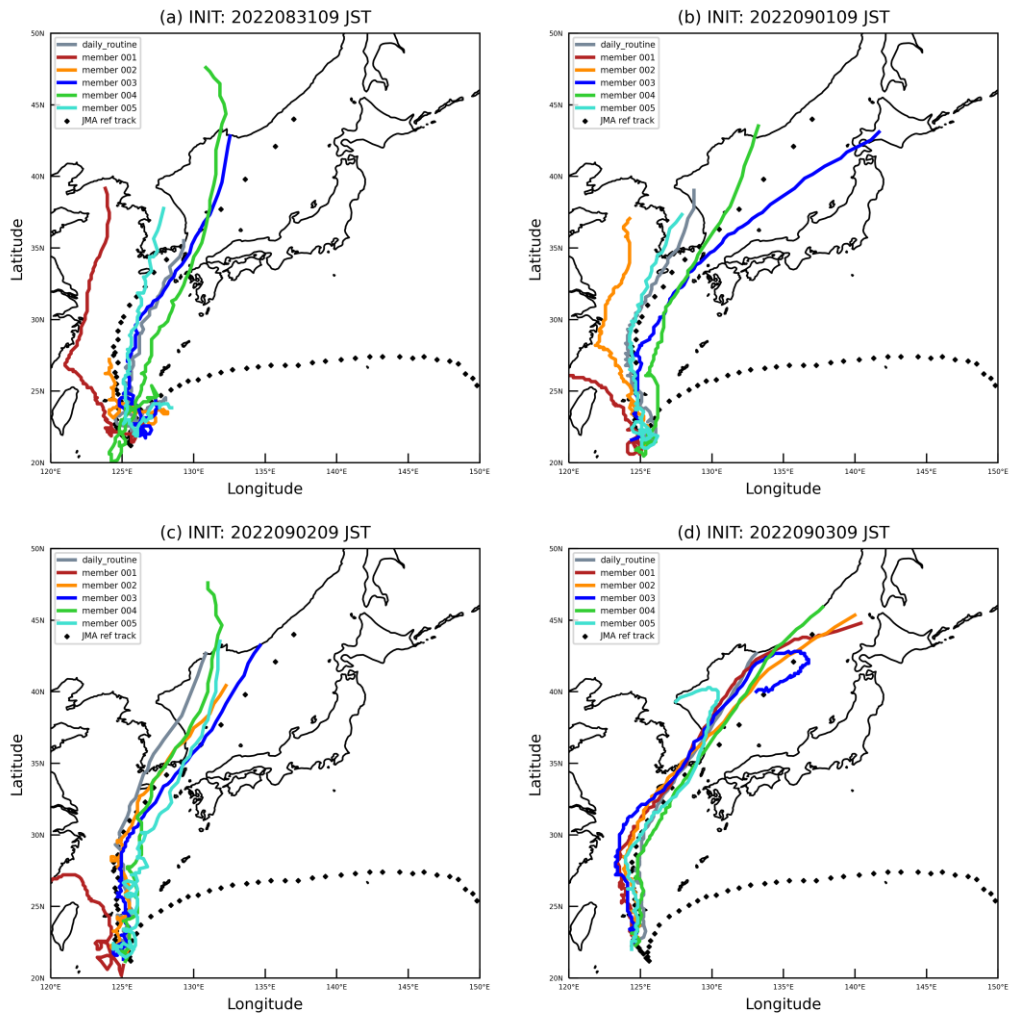 (a) INIT: 2022083109 JST
50N
45N
40N
35N
30N
25N
20N
Latitude
daily_routine
member 001
member 002
member 003
member 004
member 005
JMA ref track
120°E
125°E
130°E
135°E
140°E
145°E
150°E
Longitude
(b) INIT: 2022090109 JST
50N
45N
40N
35N
30N
25N
20N
Latitude
daily_routine
member 001
member 002
member 003
member 004
member 005
JMA ref track
120°E
125°E
130°E
135°E
140°E
145°E
150°E
Longitude
(c) INIT: 2022090209 JST
50N
45N
40N
35N
30N
25N
20N
Latitude
daily_routine
member 001
member 002
member 003
member 004
member 005
JMA ref track
120°E
125°E
130°E
135°E
140°E
145°E
150°E
Longitude
(d) INIT: 2022090309 JST
50N
45N
40N
35N
30N
25N
20N
Latitude
daily_routine
member 001
member 002
member 003
member 004
member 005
JMA ref track
120°E
125°E
130°E
135°E
140°E
145°E
150°E
Longitude